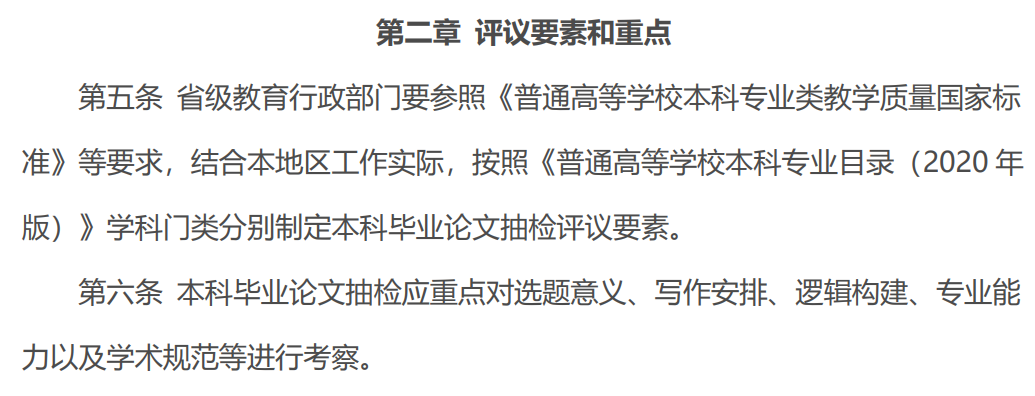 第二章 评议要素和重点
第五条 省级教育行政部门要参照《普通高等学校本科专业类教学质量国家标
准》等要求，结合本地区工作实际，按照《普通高等学校本科专业目录（2020 年
版）》学科门类分别制定本科毕业论文抽检评议要素。
第六条 本科毕业论文抽检应重点对选题意义、写作安排、逻辑构建、专业能
力以及学术规范等进行考察。